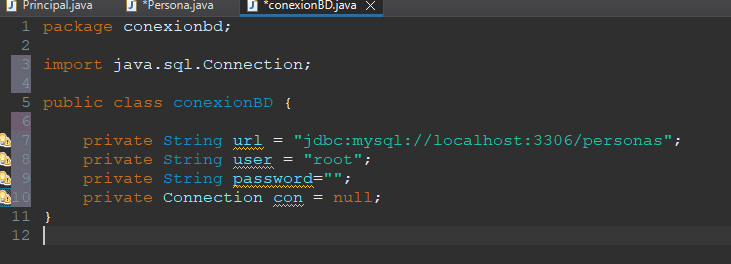 Principal.java *Persona.java *conexionBD.java
1 package conexionbd;
2
3 import java.sql.Connection;
4
5 public class conexionBD {
6
7 private String url = "jdbc:mysql://localhost:3306/personas";
8 private String user = "root";
9 private String password="";
10 private Connection con = null;
11 }
12